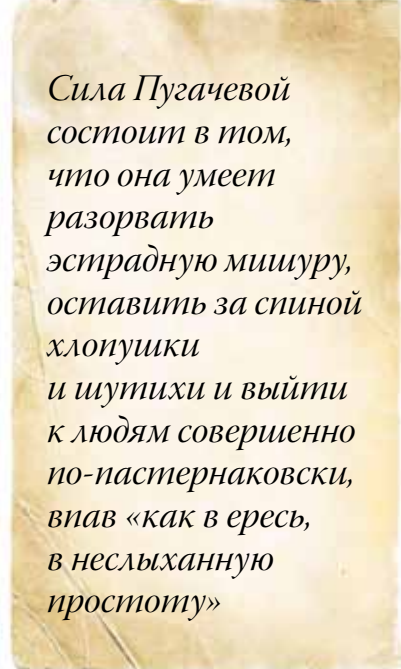 Сила Пугачевой
состоит в том,
что она умеет
разорвать
эстрадную мишуру,
оставить за спиной
хлопушки
и шутихи и выйти
к людям совершенно
по-пастернаковски,
впав «как в ересь,
в неслыханную
простоту»